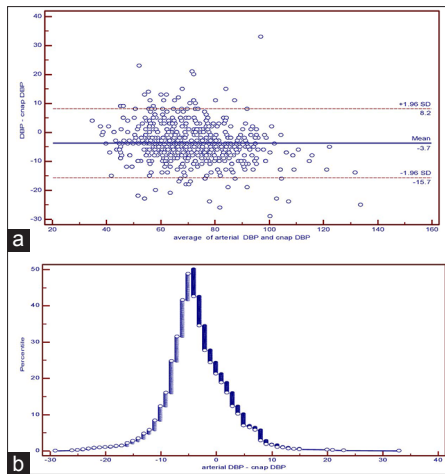 40
30
20
10
0
-10
-20
-30
DBP - cnap DBP
+1.96 SD
8.2
Mean
-3.7
-1.96 SD
-15.7
20 40 60 80 100 120 140 160
average of arterial DBP and cnap DBP
a
50
40
30
20
10
0
Percentile
-30 -20 -10 0 10 20 30 40
arterial DBP - cnap DBP
b